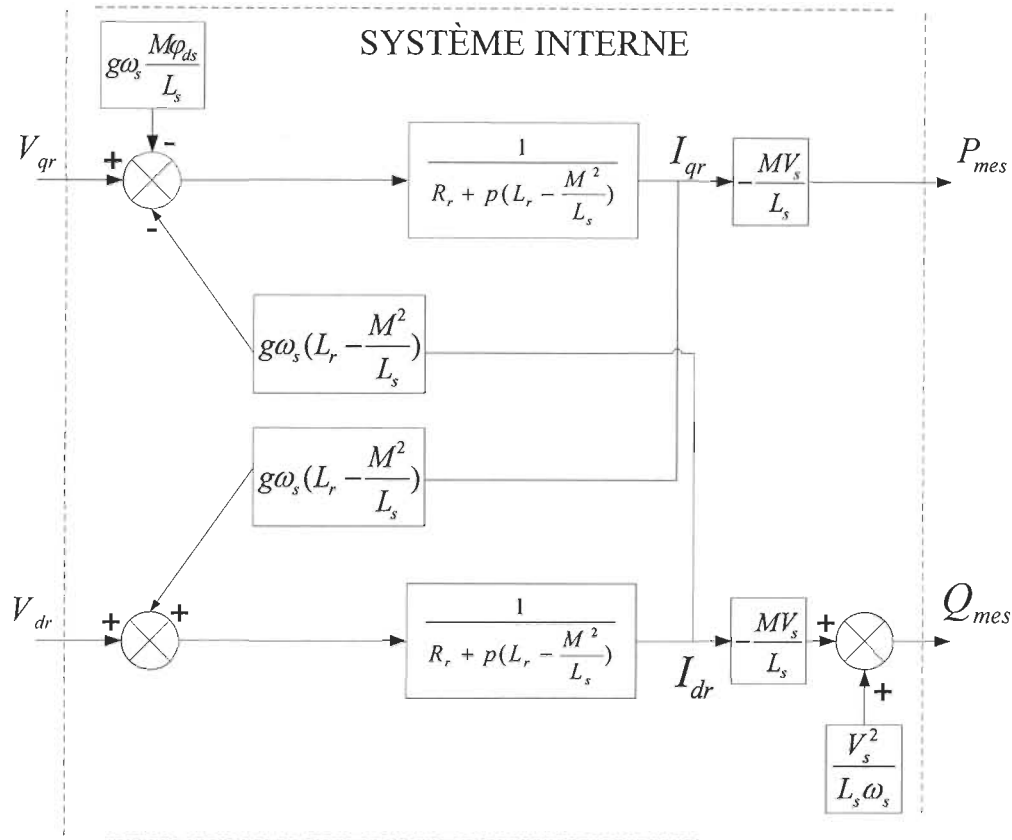 SYSTÈME INTERNE
gω_s Mφ_ds / L_s
V_qr
+
-
-
1 / (R_r + p(L_r - M² / L_s))
I_qr
- MV_s / L_s
P_mes
gω_s(L_r - M² / L_s)
gω_s(L_r - M² / L_s)
V_dr
+
+
1 / (R_r + p(L_r - M² / L_s))
I_dr
- MV_s / L_s
+
+
Q_mes
V_s² / L_s ω_s